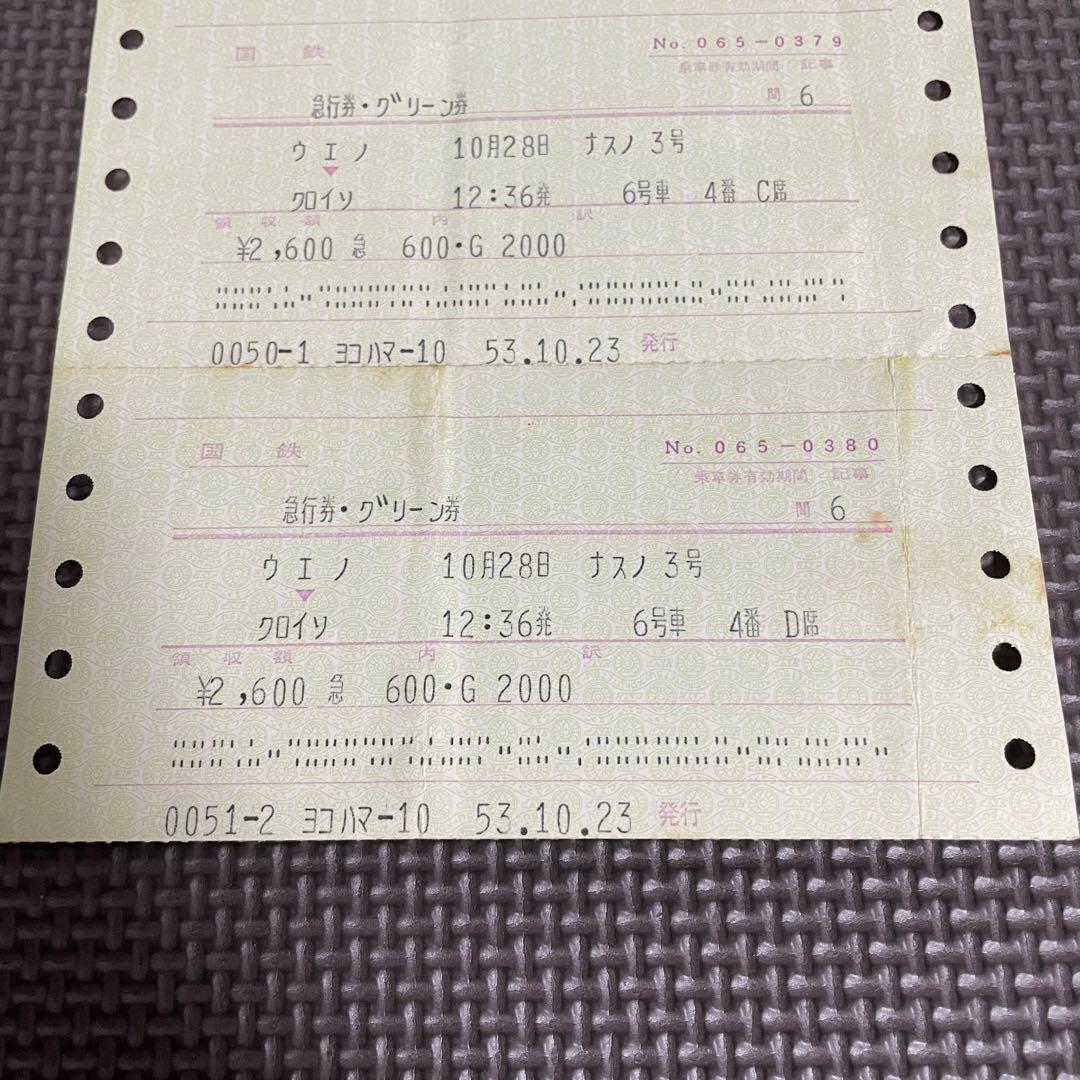 国鉄 No. 065-0379
乗車券有効期間 記事
急行券・グリーン券 間 6
ウエノ 10月28日 ナスノ 3号
クロイソ 12:36発 6号車 4番 C席
領収額 内訳
¥2,600 急 600・G 2000
0050-1 ヨコハマ-10 53.10.23 発行
国鉄 No. 065-0380
乗車券有効期間 記事
急行券・グリーン券 間 6
ウエノ 10月28日 ナスノ 3号
クロイソ 12:36発 6号車 4番 D席
領収額 内訳
¥2,600 急 600・G 2000
0051-2 ヨコハマ-10 53.10.23 発行